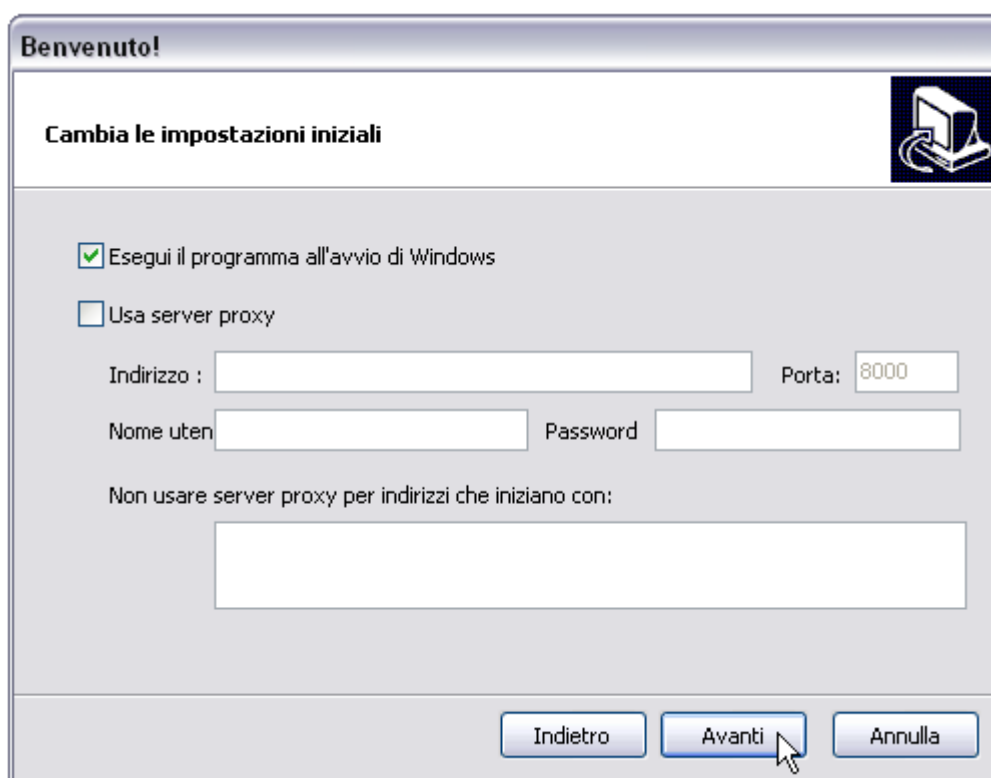 Benvenuto!
Cambia le impostazioni iniziali
Esegui il programma all'avvio di Windows
Usa server proxy
Indirizzo : Porta: 8000
Nome uten Password
Non usare server proxy per indirizzi che iniziano con:
Indietro Avanti Annulla